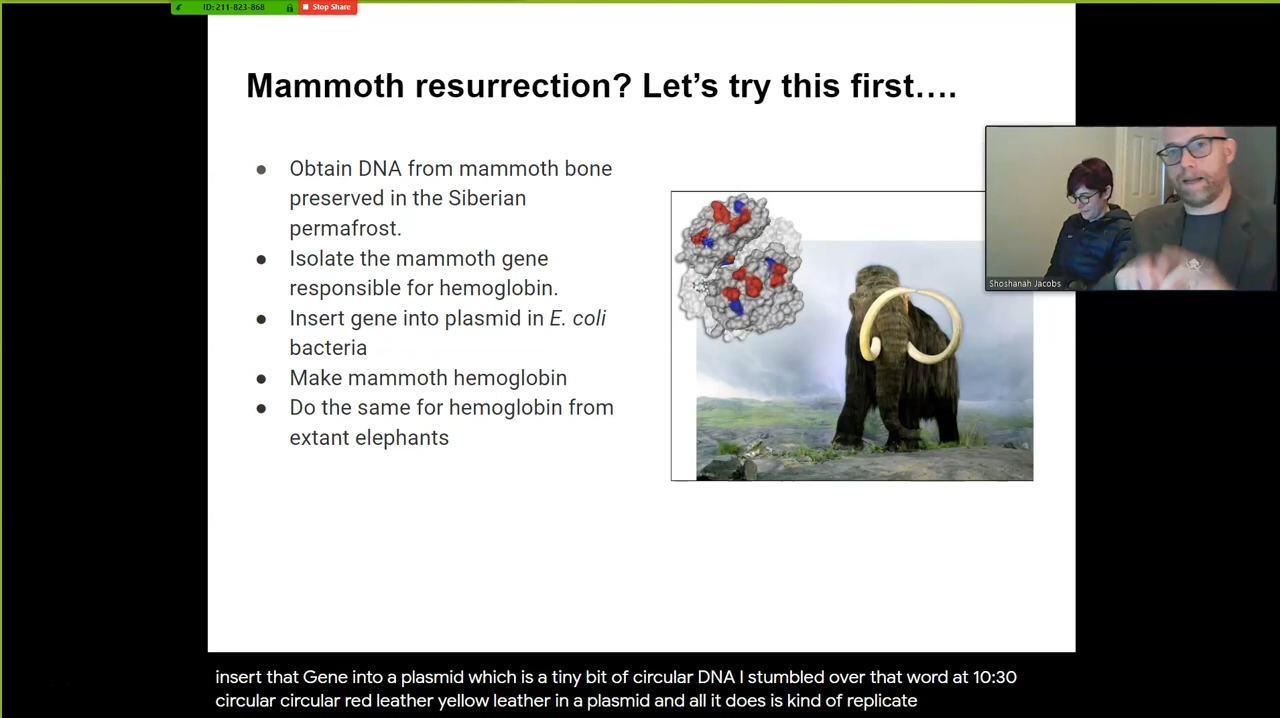 ID: 211-823-868
Stop Share
Mammoth resurrection? Let's try this first….
● Obtain DNA from mammoth bone
preserved in the Siberian
permafrost.
● Isolate the mammoth gene
responsible for hemoglobin.
● Insert gene into plasmid in E. coli
bacteria
● Make mammoth hemoglobin
● Do the same for hemoglobin from
extant elephants
Shoshanah Jacobs
insert that Gene into a plasmid which is a tiny bit of circular DNA I stumbled over that word at 10:30
circular circular red leather yellow leather in a plasmid and all it does is kind of replicate